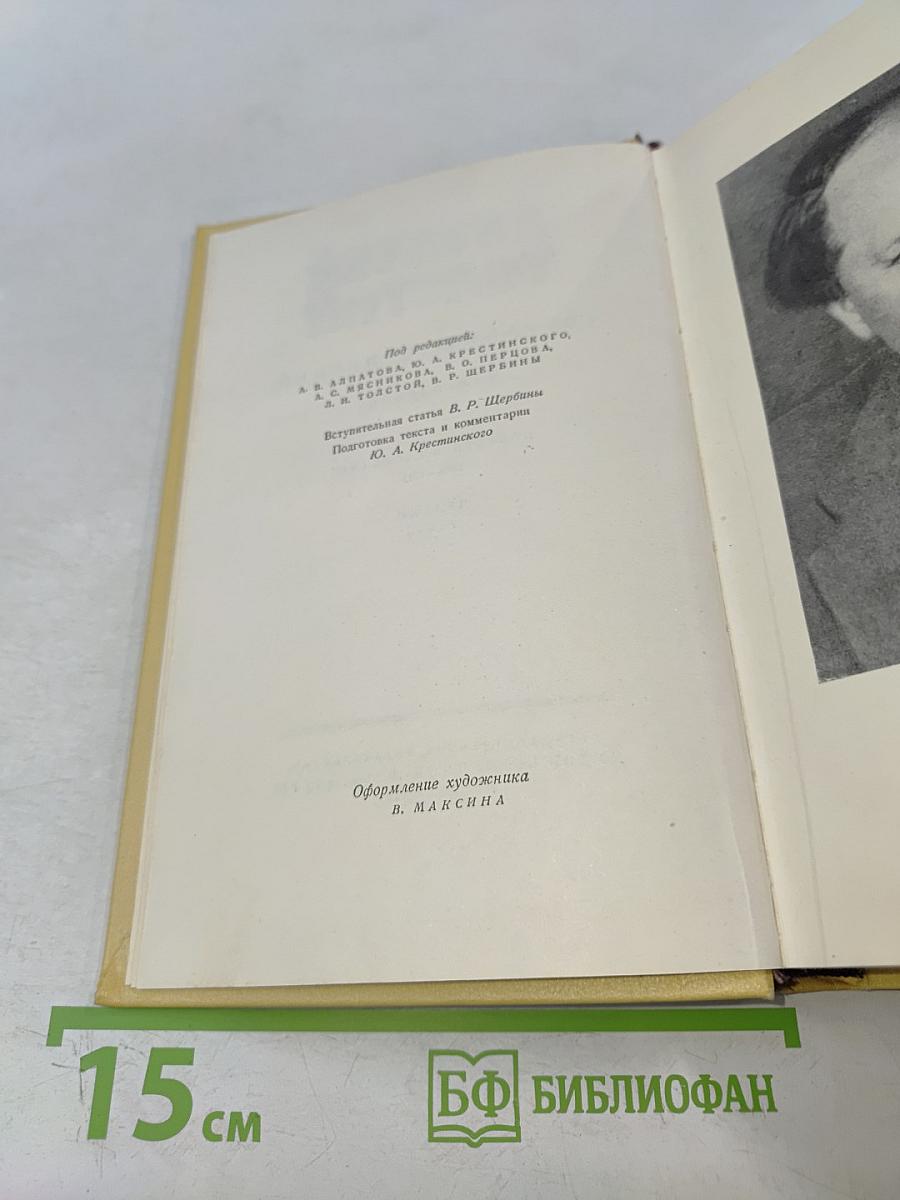 Под редакцией:
А. В. АЛПАТОВА, Ю. А. КРЕСТИНСКОГО,
А. С. МЯСНИКОВА, В. О. ПЕРЦОВА,
Л. И. ТОЛСТОЙ, В. Р. ЩЕРБИНЫ
Вступительная статья В. Р. Щербины
Подготовка текста и комментарии
Ю. А. Крестинского
Оформление художника
В. МАКСИНА
15 см
БФ БИБЛИОФАН